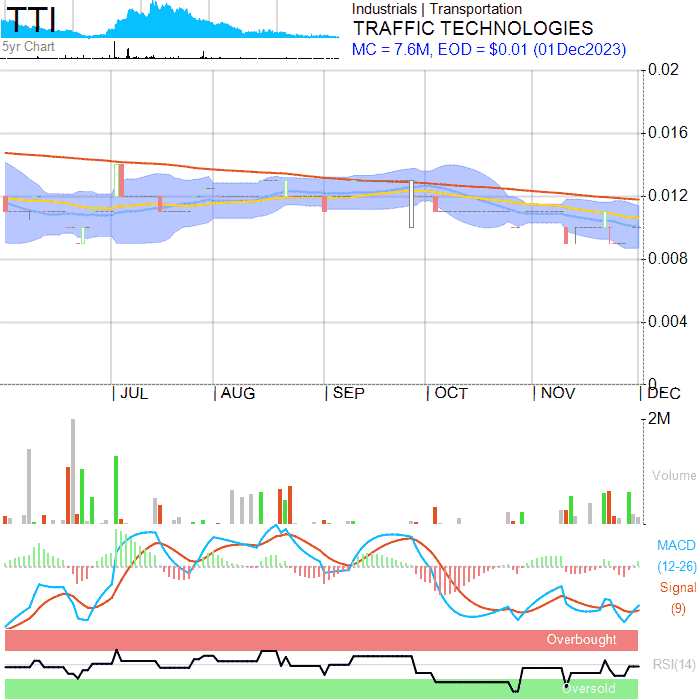 TTI
5yr Chart
Industrials | Transportation
TRAFFIC TECHNOLOGIES
MC = 7.6M, EOD = $0.01 (01Dec2023)
0.02
0.016
0.012
0.008
0.004
0
JUL AUG SEP OCT NOV DEC
2M
Volume
MACD
(12-26)
Signal
(9)
Overbought
RSI(14)
Oversold